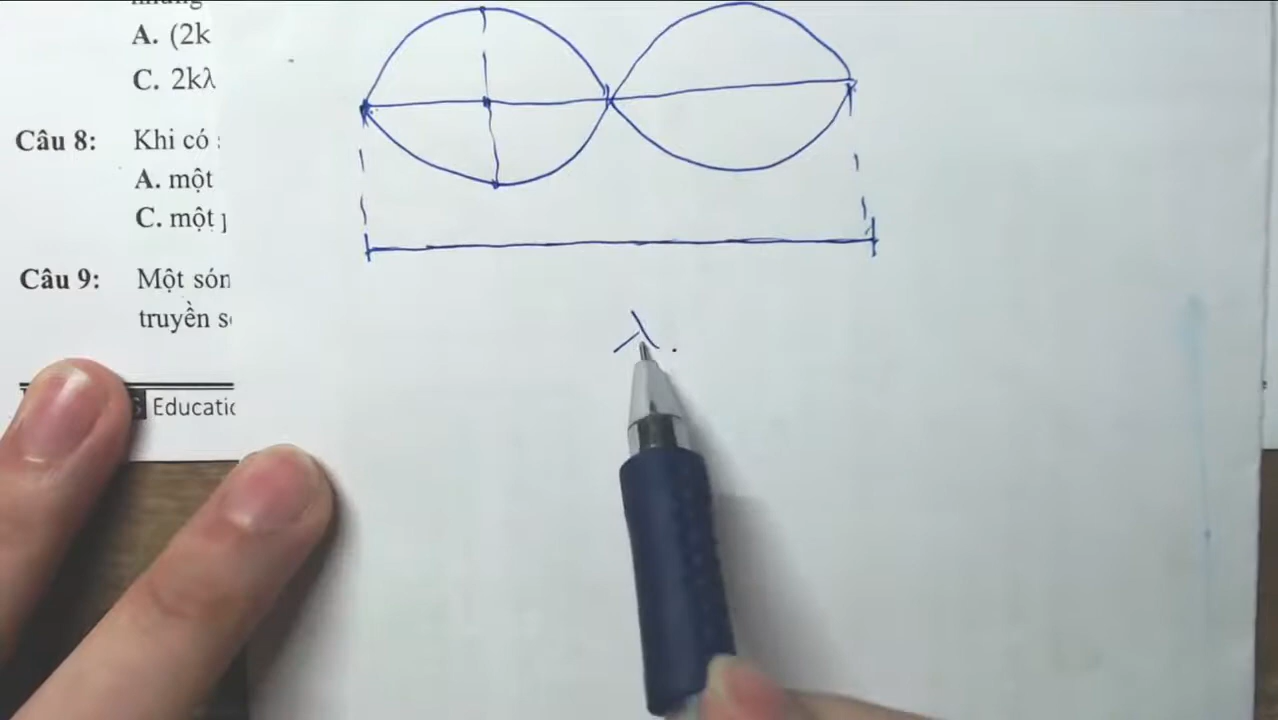 A. (2k
C. 2kλ
Câu 8: Khi có
A. một
C. một
Câu 9: Một són
truyền s
Educatic
λ.